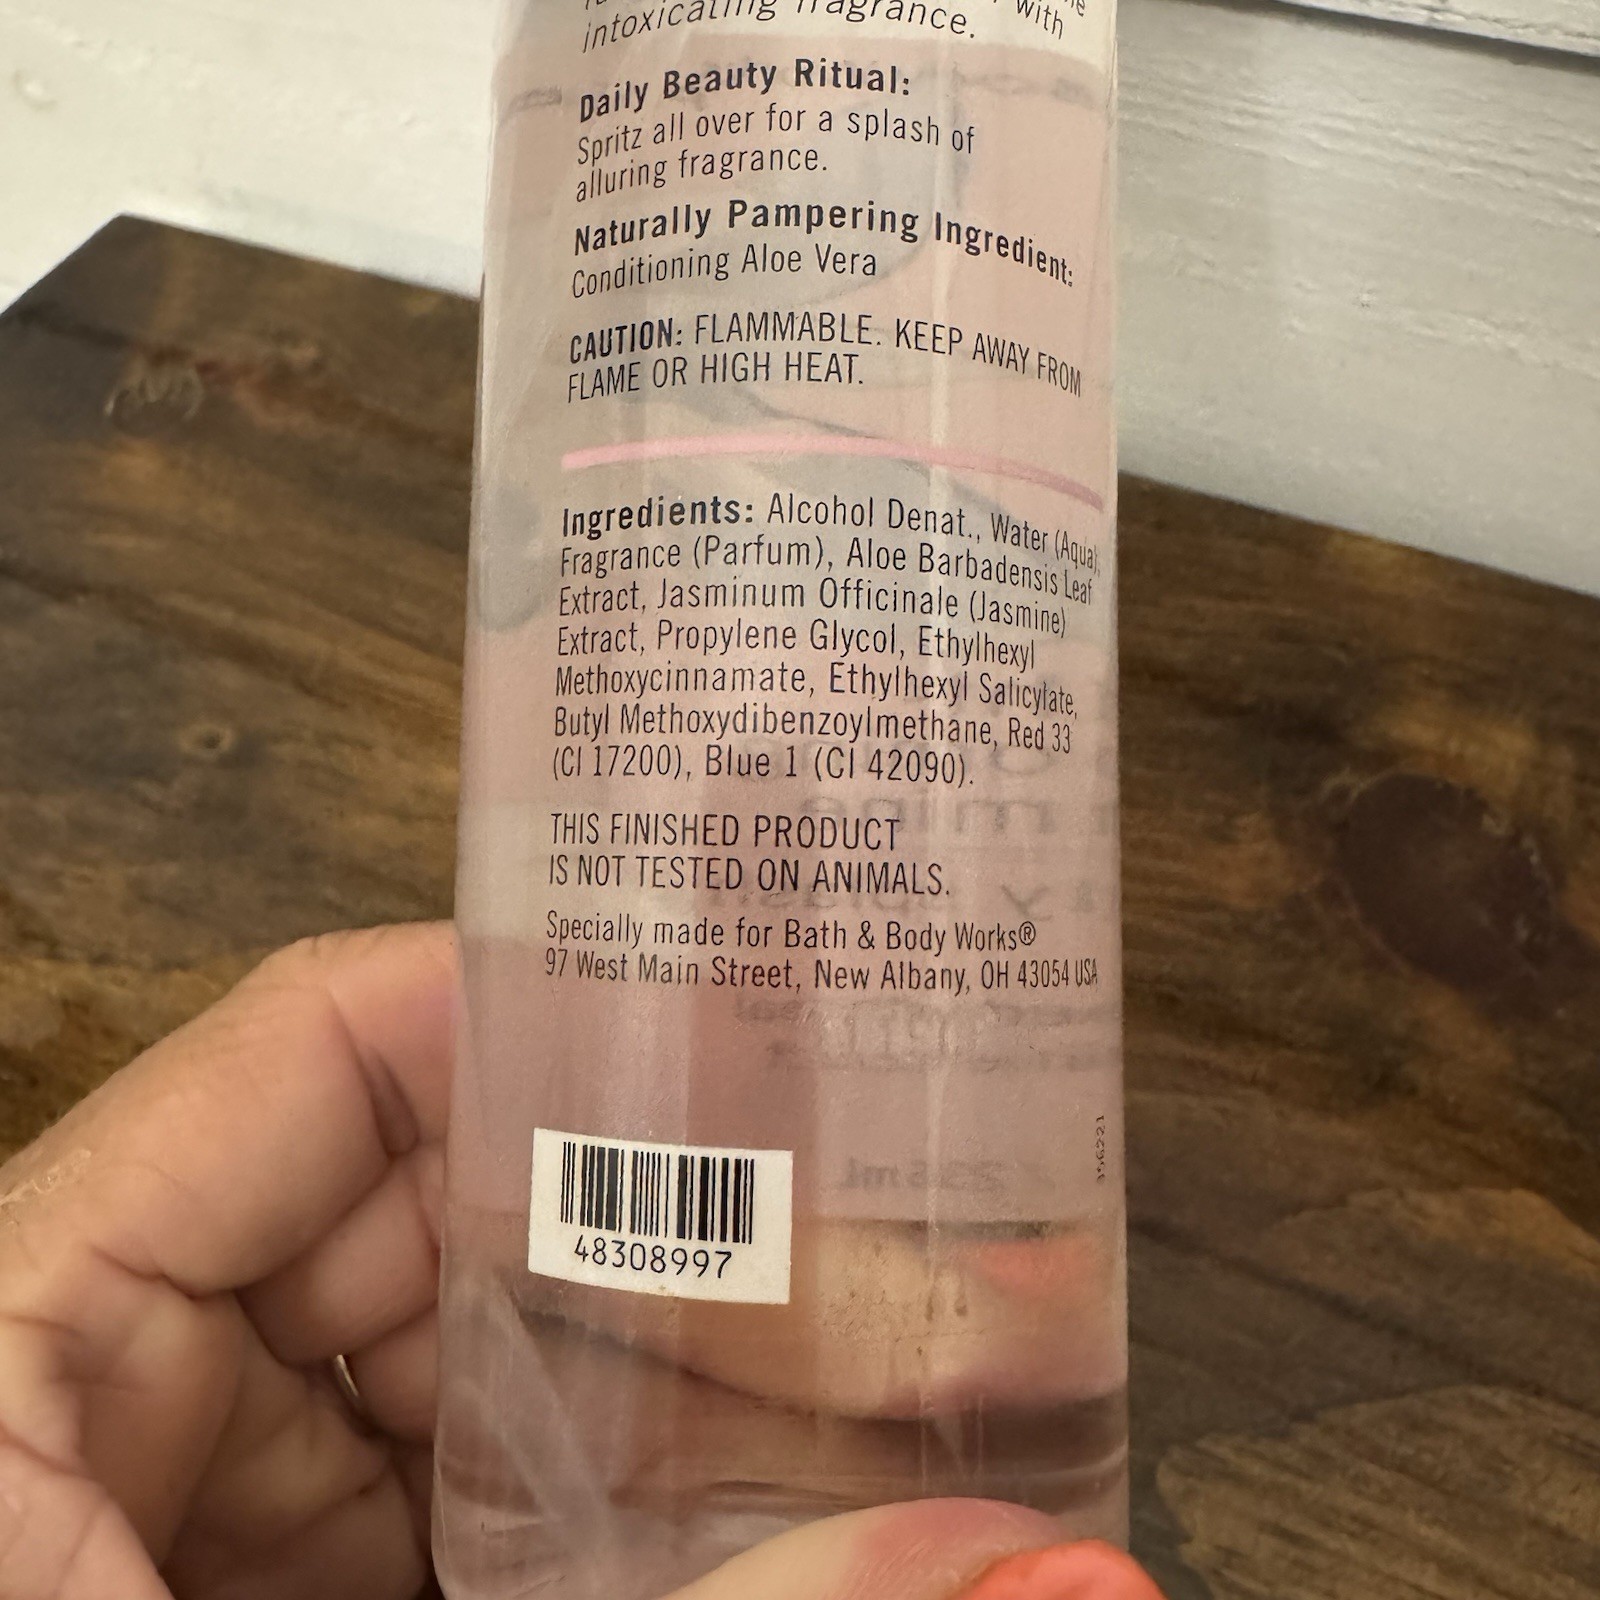 with
intoxicating fragrance.
Daily Beauty Ritual:
Spritz all over for a splash of
alluring fragrance.
Naturally Pampering Ingredient:
Conditioning Aloe Vera
CAUTION: FLAMMABLE. KEEP AWAY FROM
FLAME OR HIGH HEAT.
Ingredients: Alcohol Denat., Water (Aqua),
Fragrance (Parfum), Aloe Barbadensis Leaf
Extract, Jasminum Officinale (Jasmine)
Extract, Propylene Glycol, Ethylhexyl
Methoxycinnamate, Ethylhexyl Salicylate,
Butyl Methoxydibenzoylmethane, Red 33
(CI 17200), Blue 1 (CI 42090).
THIS FINISHED PRODUCT
IS NOT TESTED ON ANIMALS.
Specially made for Bath & Body Works®
97 West Main Street, New Albany, OH 43054 USA
48308997